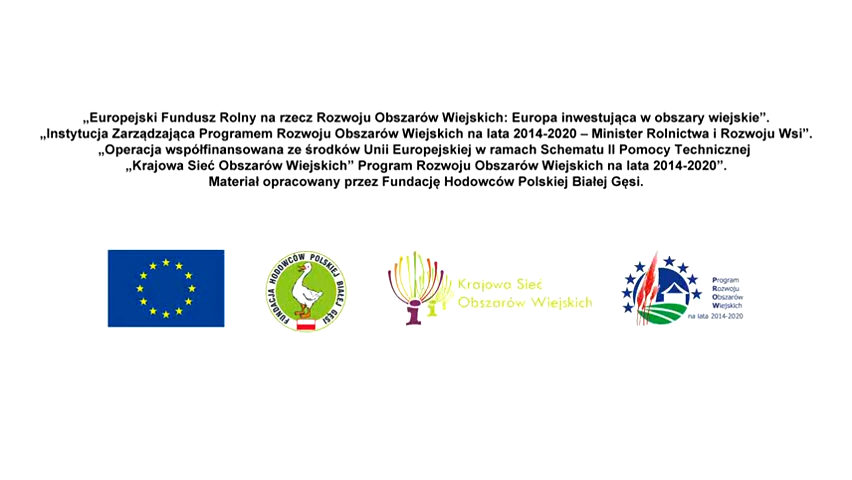 „Europejski Fundusz Rolny na rzecz Rozwoju Obszarów Wiejskich: Europa inwestująca w obszary wiejskie”.
„Instytucja Zarządzająca Programem Rozwoju Obszarów Wiejskich na lata 2014-2020 – Minister Rolnictwa i Rozwoju Wsi”.
„Operacja współfinansowana ze środków Unii Europejskiej w ramach Schematu II Pomocy Technicznej
„Krajowa Sieć Obszarów Wiejskich” Program Rozwoju Obszarów Wiejskich na lata 2014-2020”.
Materiał opracowany przez Fundację Hodowców Polskiej Białej Gęsi.
FUNDACJA HODOWCÓW POLSKIEJ BIAŁEJ GĘSI
Krajowa Sieć
Obszarów Wiejskich
Program
Rozwoju
Obszarów
Wiejskich
na lata 2014-2020